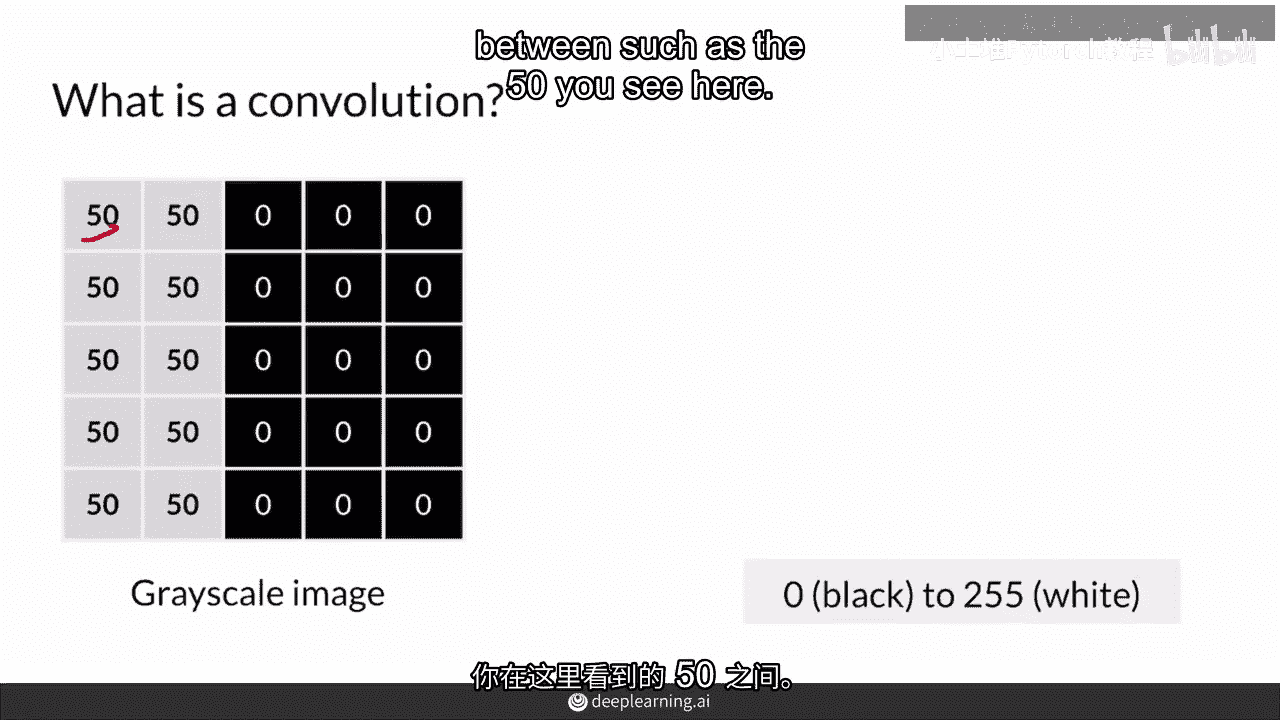 between such as the
50 you see here.
小土堆Pytorch教程 bilibili
What is a convolution?
50 50 0 0 0
50 50 0 0 0
50 50 0 0 0
50 50 0 0 0
50 50 0 0 0
Grayscale image
0 (black) to 255 (white)
你在这里看到的 50 之间。
deeplearning.ai